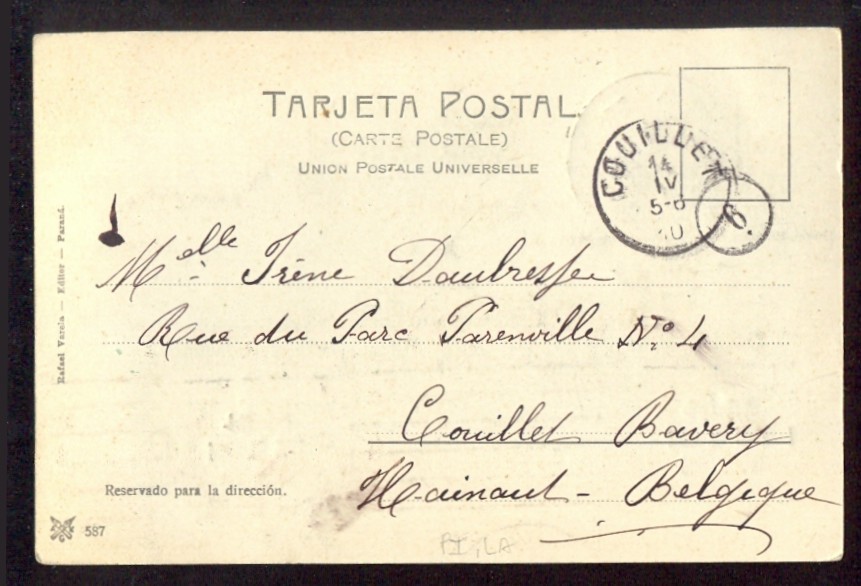 TARJETA POSTAL
(CARTE POSTALE)
UNION POSTALE UNIVERSELLE
COUILLET
14
IV
5-6
6.
Melle Irène Daubresse
Rue du Parc Parenville No. 4
Couillet Bavery
Hainaut - Belgique
Rafael Varela — Editor — Paraná.
Reservado para la dirección.
587